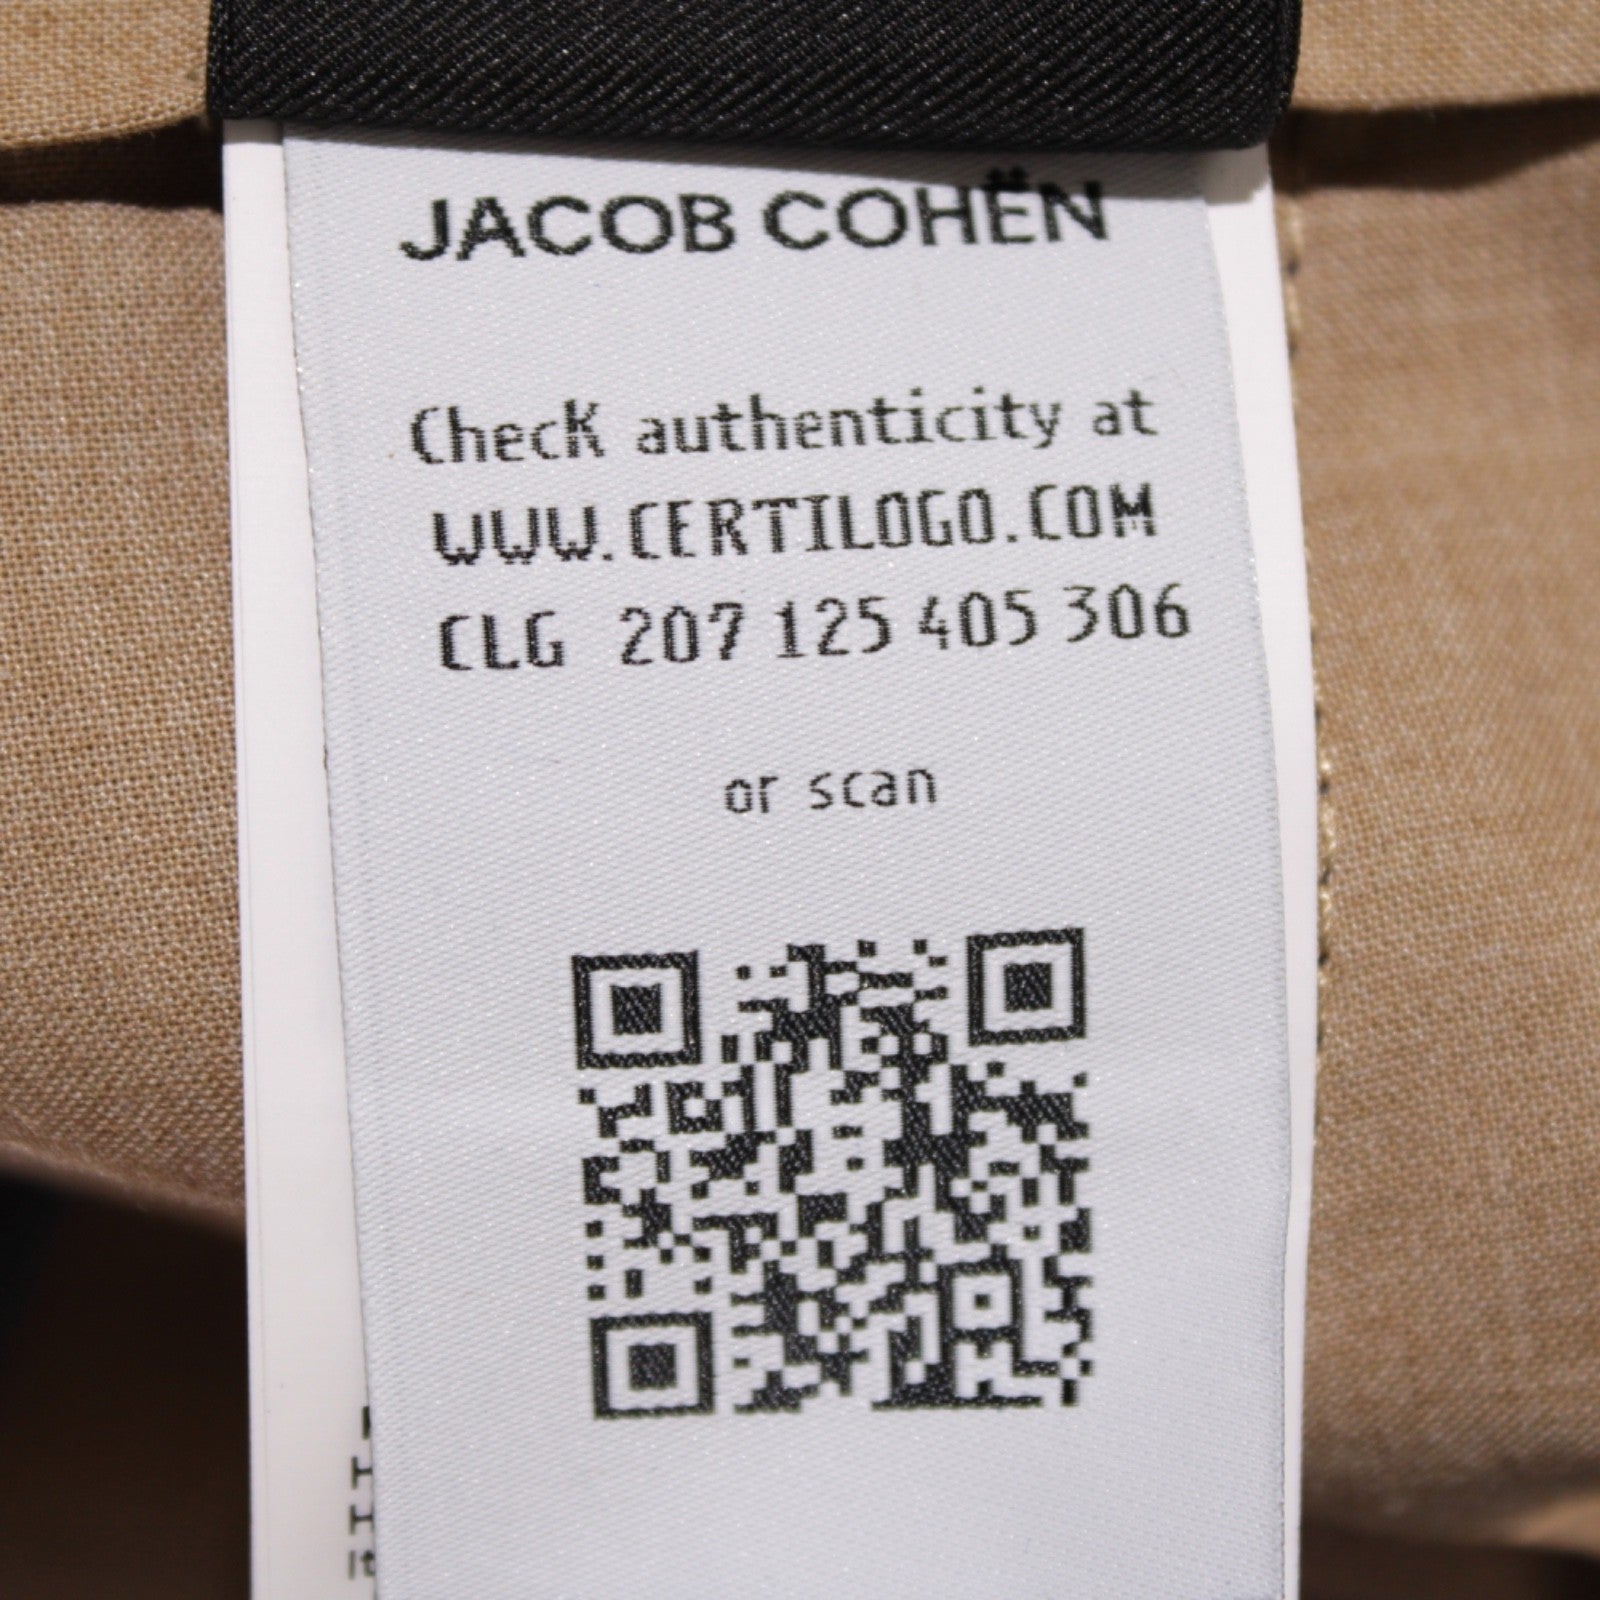 JACOB COHËN
Check authenticity at
WWW.CERTILOGO.COM
CLG 207 125 405 306
or scan